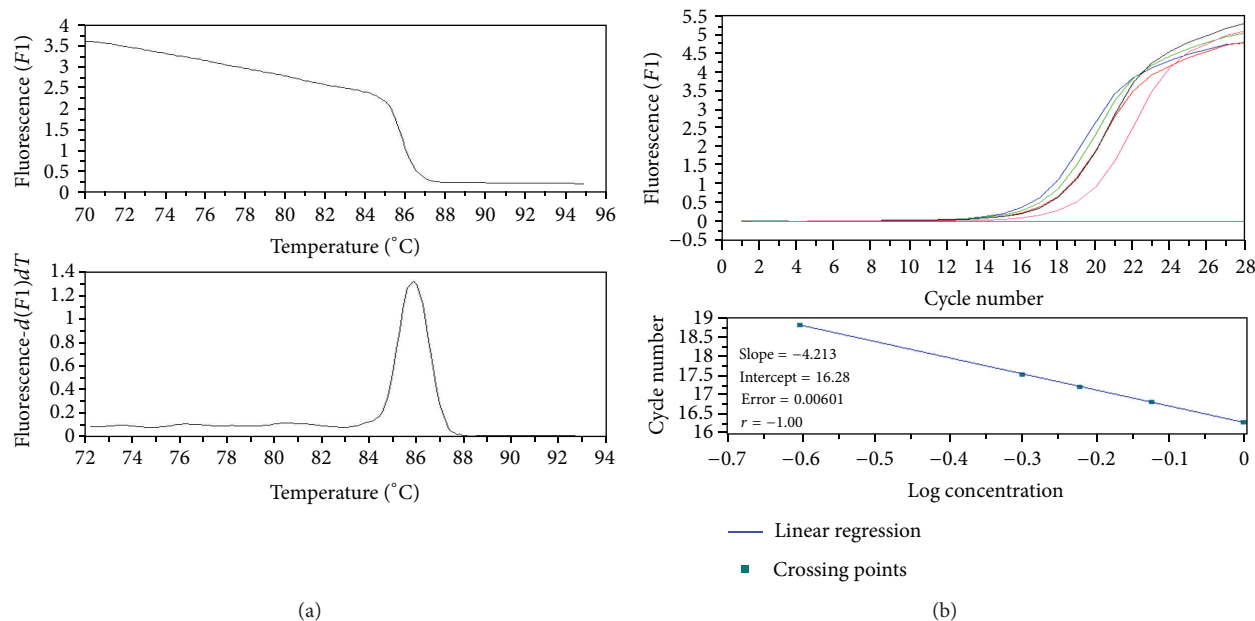 4
3.5
3
2.5
2
1.5
1
0.5
0
Fluorescence (F1)
70 72 74 76 78 80 82 84 86 88 90 92 94 96
Temperature (°C)
1.4
1.2
1
0.8
0.6
0.4
0.2
0
Fluorescence-d(F1)dT
72 74 76 78 80 82 84 86 88 90 92 94
Temperature (°C)
(a)
5.5
5
4.5
4
3.5
3
2.5
2
1.5
1
0.5
0
−0.5
Fluorescence (F1)
0 2 4 6 8 10 12 14 16 18 20 22 24 26 28
Cycle number
19
18.5
18
17.5
17
16.5
16
Cycle number
Slope = −4.213
Intercept = 16.28
Error = 0.00601
r = −1.00
−0.7 −0.6 −0.5 −0.4 −0.3 −0.2 −0.1 0
Log concentration
Linear regression
Crossing points
(b)